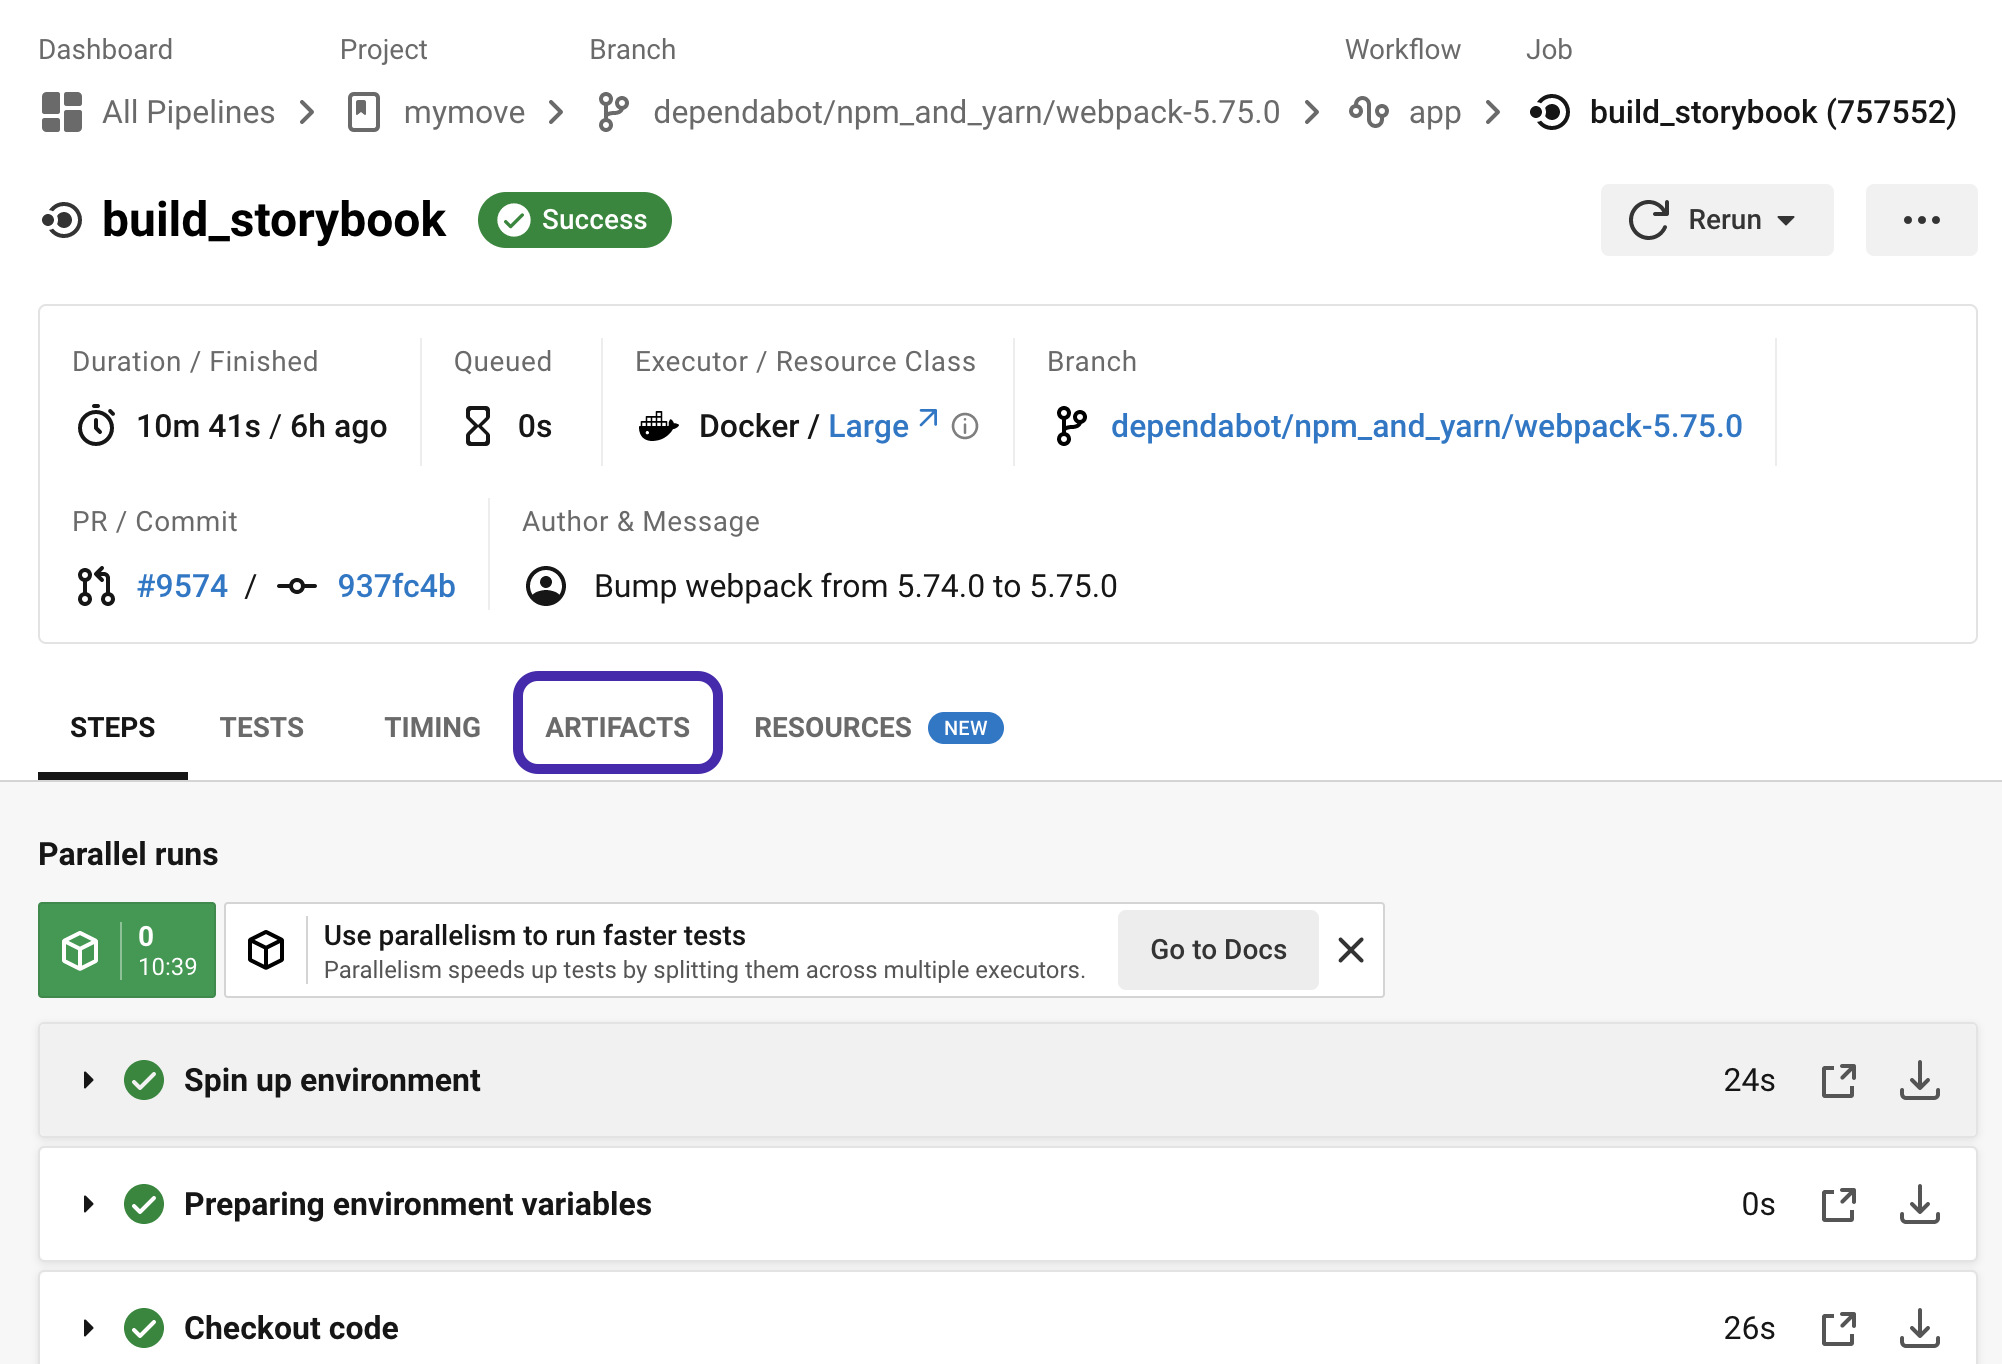 Dashboard Project Branch Workflow Job
All Pipelines mymove dependabot/npm_and_yarn/webpack-5.75.0 app build_storybook (757552)
build_storybook Success Rerun
Duration / Finished Queued Executor / Resource Class Branch
10m 41s / 6h ago 0s Docker / Large dependabot/npm_and_yarn/webpack-5.75.0
PR / Commit Author & Message
#9574 / 937fc4b Bump webpack from 5.74.0 to 5.75.0
STEPS TESTS TIMING ARTIFACTS RESOURCES NEW
Parallel runs
0
10:39
Use parallelism to run faster tests
Parallelism speeds up tests by splitting them across multiple executors.
Go to Docs
Spin up environment 24s
Preparing environment variables 0s
Checkout code 26s